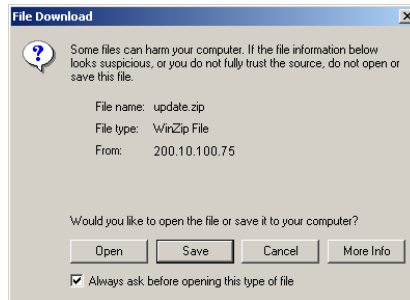 File Download
Some files can harm your computer. If the file information below
looks suspicious, or you do not fully trust the source, do not open or
save this file.
File name: update.zip
File type: WinZip File
From: 200.10.100.75
Would you like to open the file or save it to your computer?
Open Save Cancel More Info
Always ask before opening this type of file